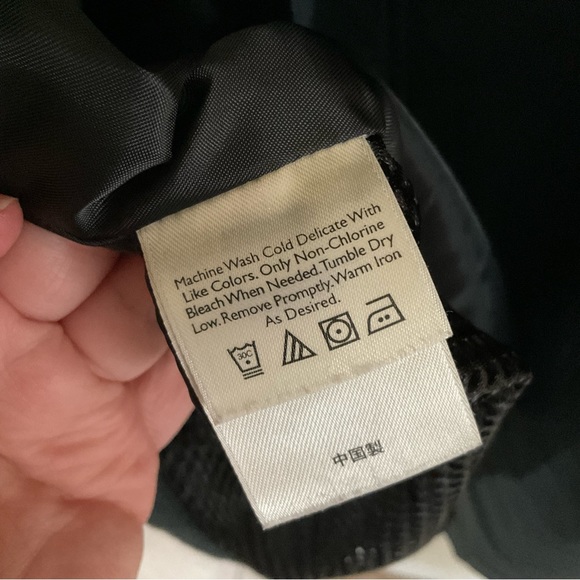 Machine Wash Cold Delicate With
Like Colors. Only Non-Chlorine
Bleach When Needed. Tumble Dry
Low. Remove Promptly. Warm Iron
As Desired.
30C
中国製